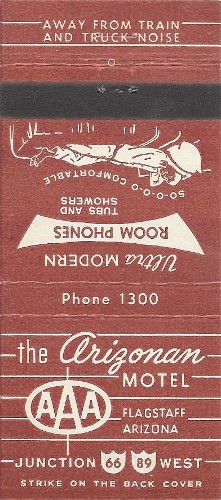 AWAY FROM TRAIN
AND TRUCK NOISE
Ultra MODERN
ROOM PHONES
TUBS AND
SHOWERS
SO-O-O-O COMFORTABLE
Phone 1300
the Arizonan
MOTEL
AAA
FLAGSTAFF
ARIZONA
JUNCTION 66 89 WEST
STRIKE ON THE BACK COVER